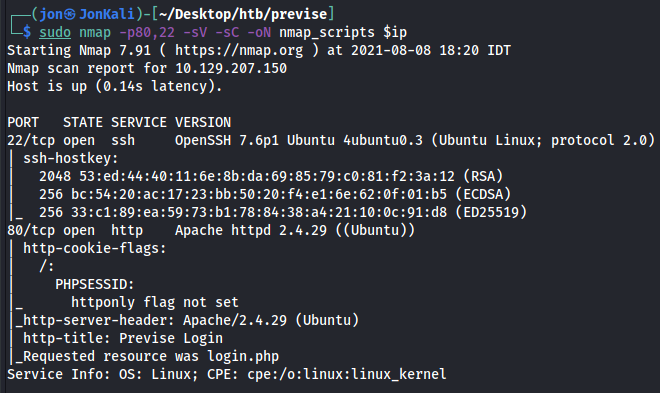 ┌──(jon㉿JonKali)-[~/Desktop/htb/previse]
└─$ sudo nmap -p80,22 -sV -sC -oN nmap_scripts $ip
Starting Nmap 7.91 ( https://nmap.org ) at 2021-08-08 18:20 IDT
Nmap scan report for 10.129.207.150
Host is up (0.14s latency).

PORT   STATE SERVICE VERSION
22/tcp open  ssh     OpenSSH 7.6p1 Ubuntu 4ubuntu0.3 (Ubuntu Linux; protocol 2.0)
| ssh-hostkey:
|   2048 53:ed:44:40:11:6e:8b:da:69:85:79:c0:81:f2:3a:12 (RSA)
|   256 bc:54:20:ac:17:23:bb:50:20:f4:e1:6e:62:0f:01:b5 (ECDSA)
|_  256 33:c1:89:ea:59:73:b1:78:84:38:a4:21:10:0c:91:d8 (ED25519)
80/tcp open  http    Apache httpd 2.4.29 ((Ubuntu))
| http-cookie-flags:
|   /:
|     PHPSESSID:
|_      httponly flag not set
|_http-server-header: Apache/2.4.29 (Ubuntu)
| http-title: Previse Login
|_Requested resource was login.php
Service Info: OS: Linux; CPE: cpe:/o:linux:linux_kernel